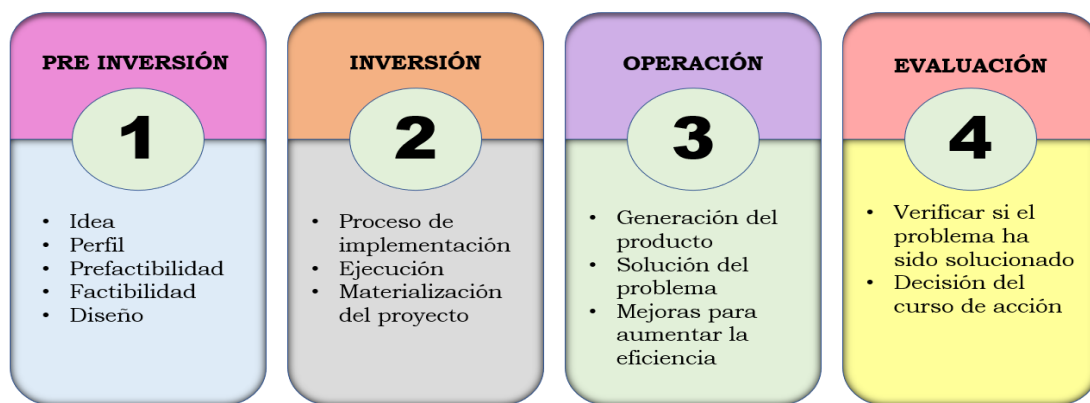 PRE INVERSIÓN
1
• Idea
• Perfil
• Prefactibilidad
• Factibilidad
• Diseño
INVERSIÓN
2
• Proceso de
implementación
• Ejecución
• Materialización
del proyecto
OPERACIÓN
3
• Generación del
producto
• Solución del
problema
• Mejoras para
aumentar la
eficiencia
EVALUACIÓN
4
• Verificar si el
problema ha
sido solucionado
• Decisión del
curso de acción